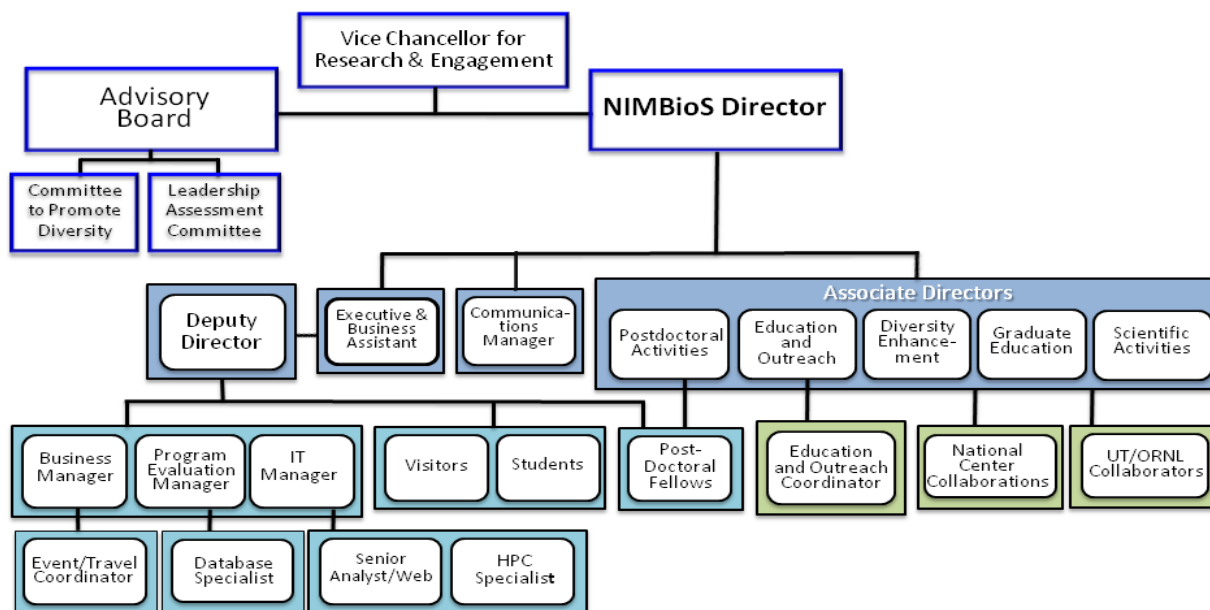 Vice Chancellor for
Research & Engagement
Advisory
Board
NIMBioS Director
Committee
to Promote
Diversity
Leadership
Assessment
Committee
Deputy
Director
Executive &
Business
Assistant
Communica-
tions
Manager
Associate Directors
Postdoctoral
Activities
Education
and
Outreach
Diversity
Enhance-
ment
Graduate
Education
Scientific
Activities
Business
Manager
Program
Evaluation
Manager
IT
Manager
Visitors
Students
Post-
Doctoral
Fellows
Education
and Outreach
Coordinator
National
Center
Collaborations
UT/ORNL
Collaborators
Event/Travel
Coordinator
Database
Specialist
Senior
Analyst/Web
HPC
Specialist